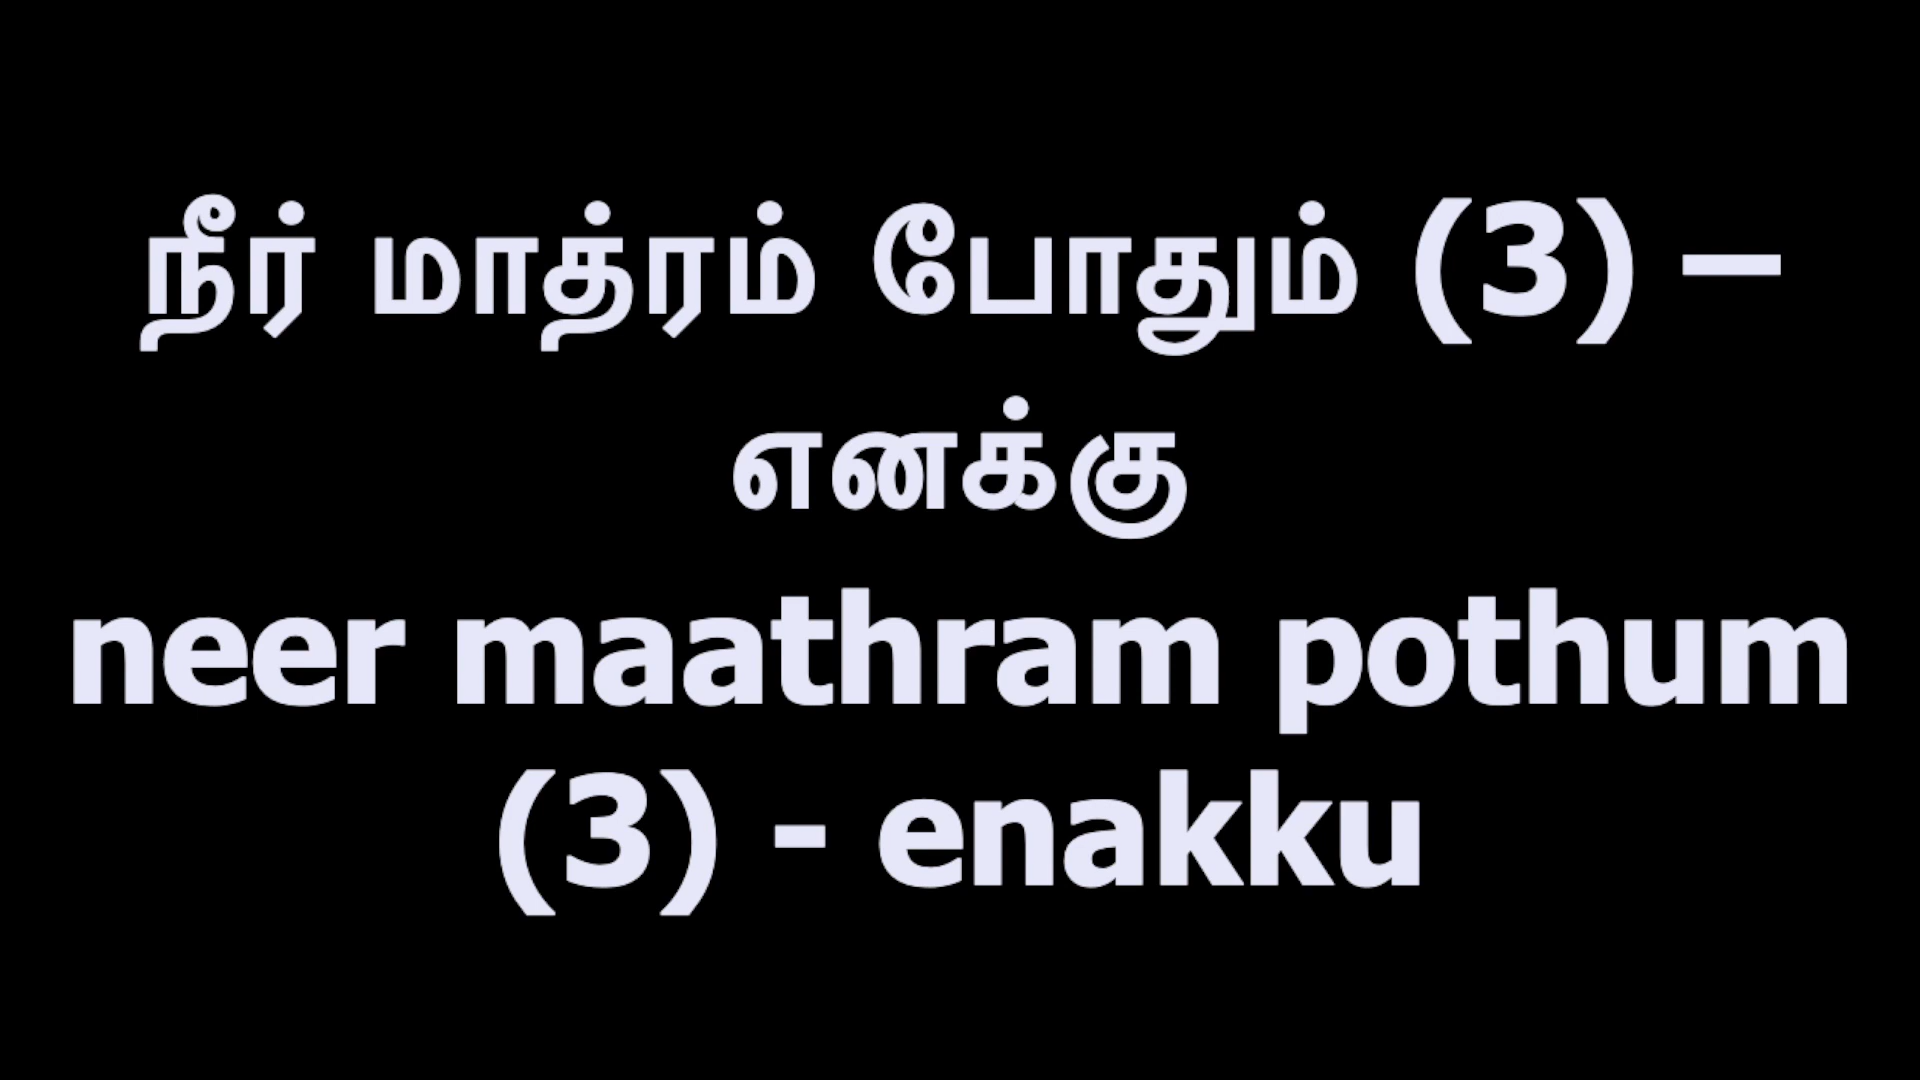 நீர் மாத்ரம் போதும் (3) –
எனக்கு
neer maathram pothum
(3) - enakku